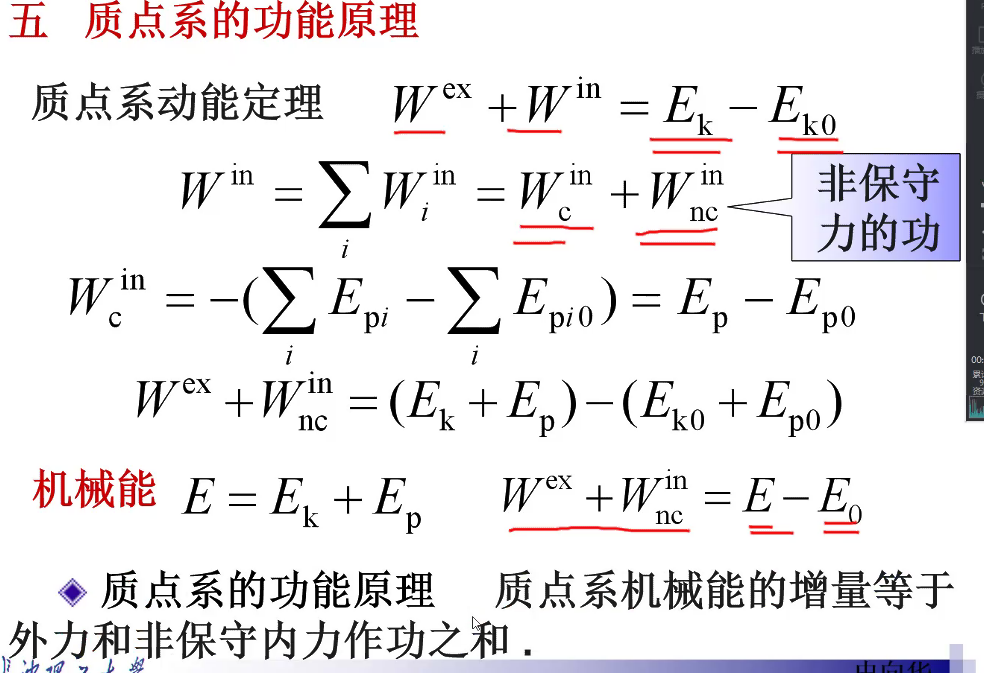 五 质点系的功能原理
质点系动能定理 W^ex + W^in = E_k − E_k0
W^in = ∑_i W_i^in = W_c^in + W_nc^in
非保守
力的功
W_c^in = −(∑_i E_pi − ∑_i E_pi0) = E_p − E_p0
W^ex + W_nc^in = (E_k + E_p) − (E_k0 + E_p0)
机械能 E = E_k + E_p W^ex + W_nc^in = E − E_0
质点系的功能原理 质点系机械能的增量等于
外力和非保守内力作功之和 .
00: